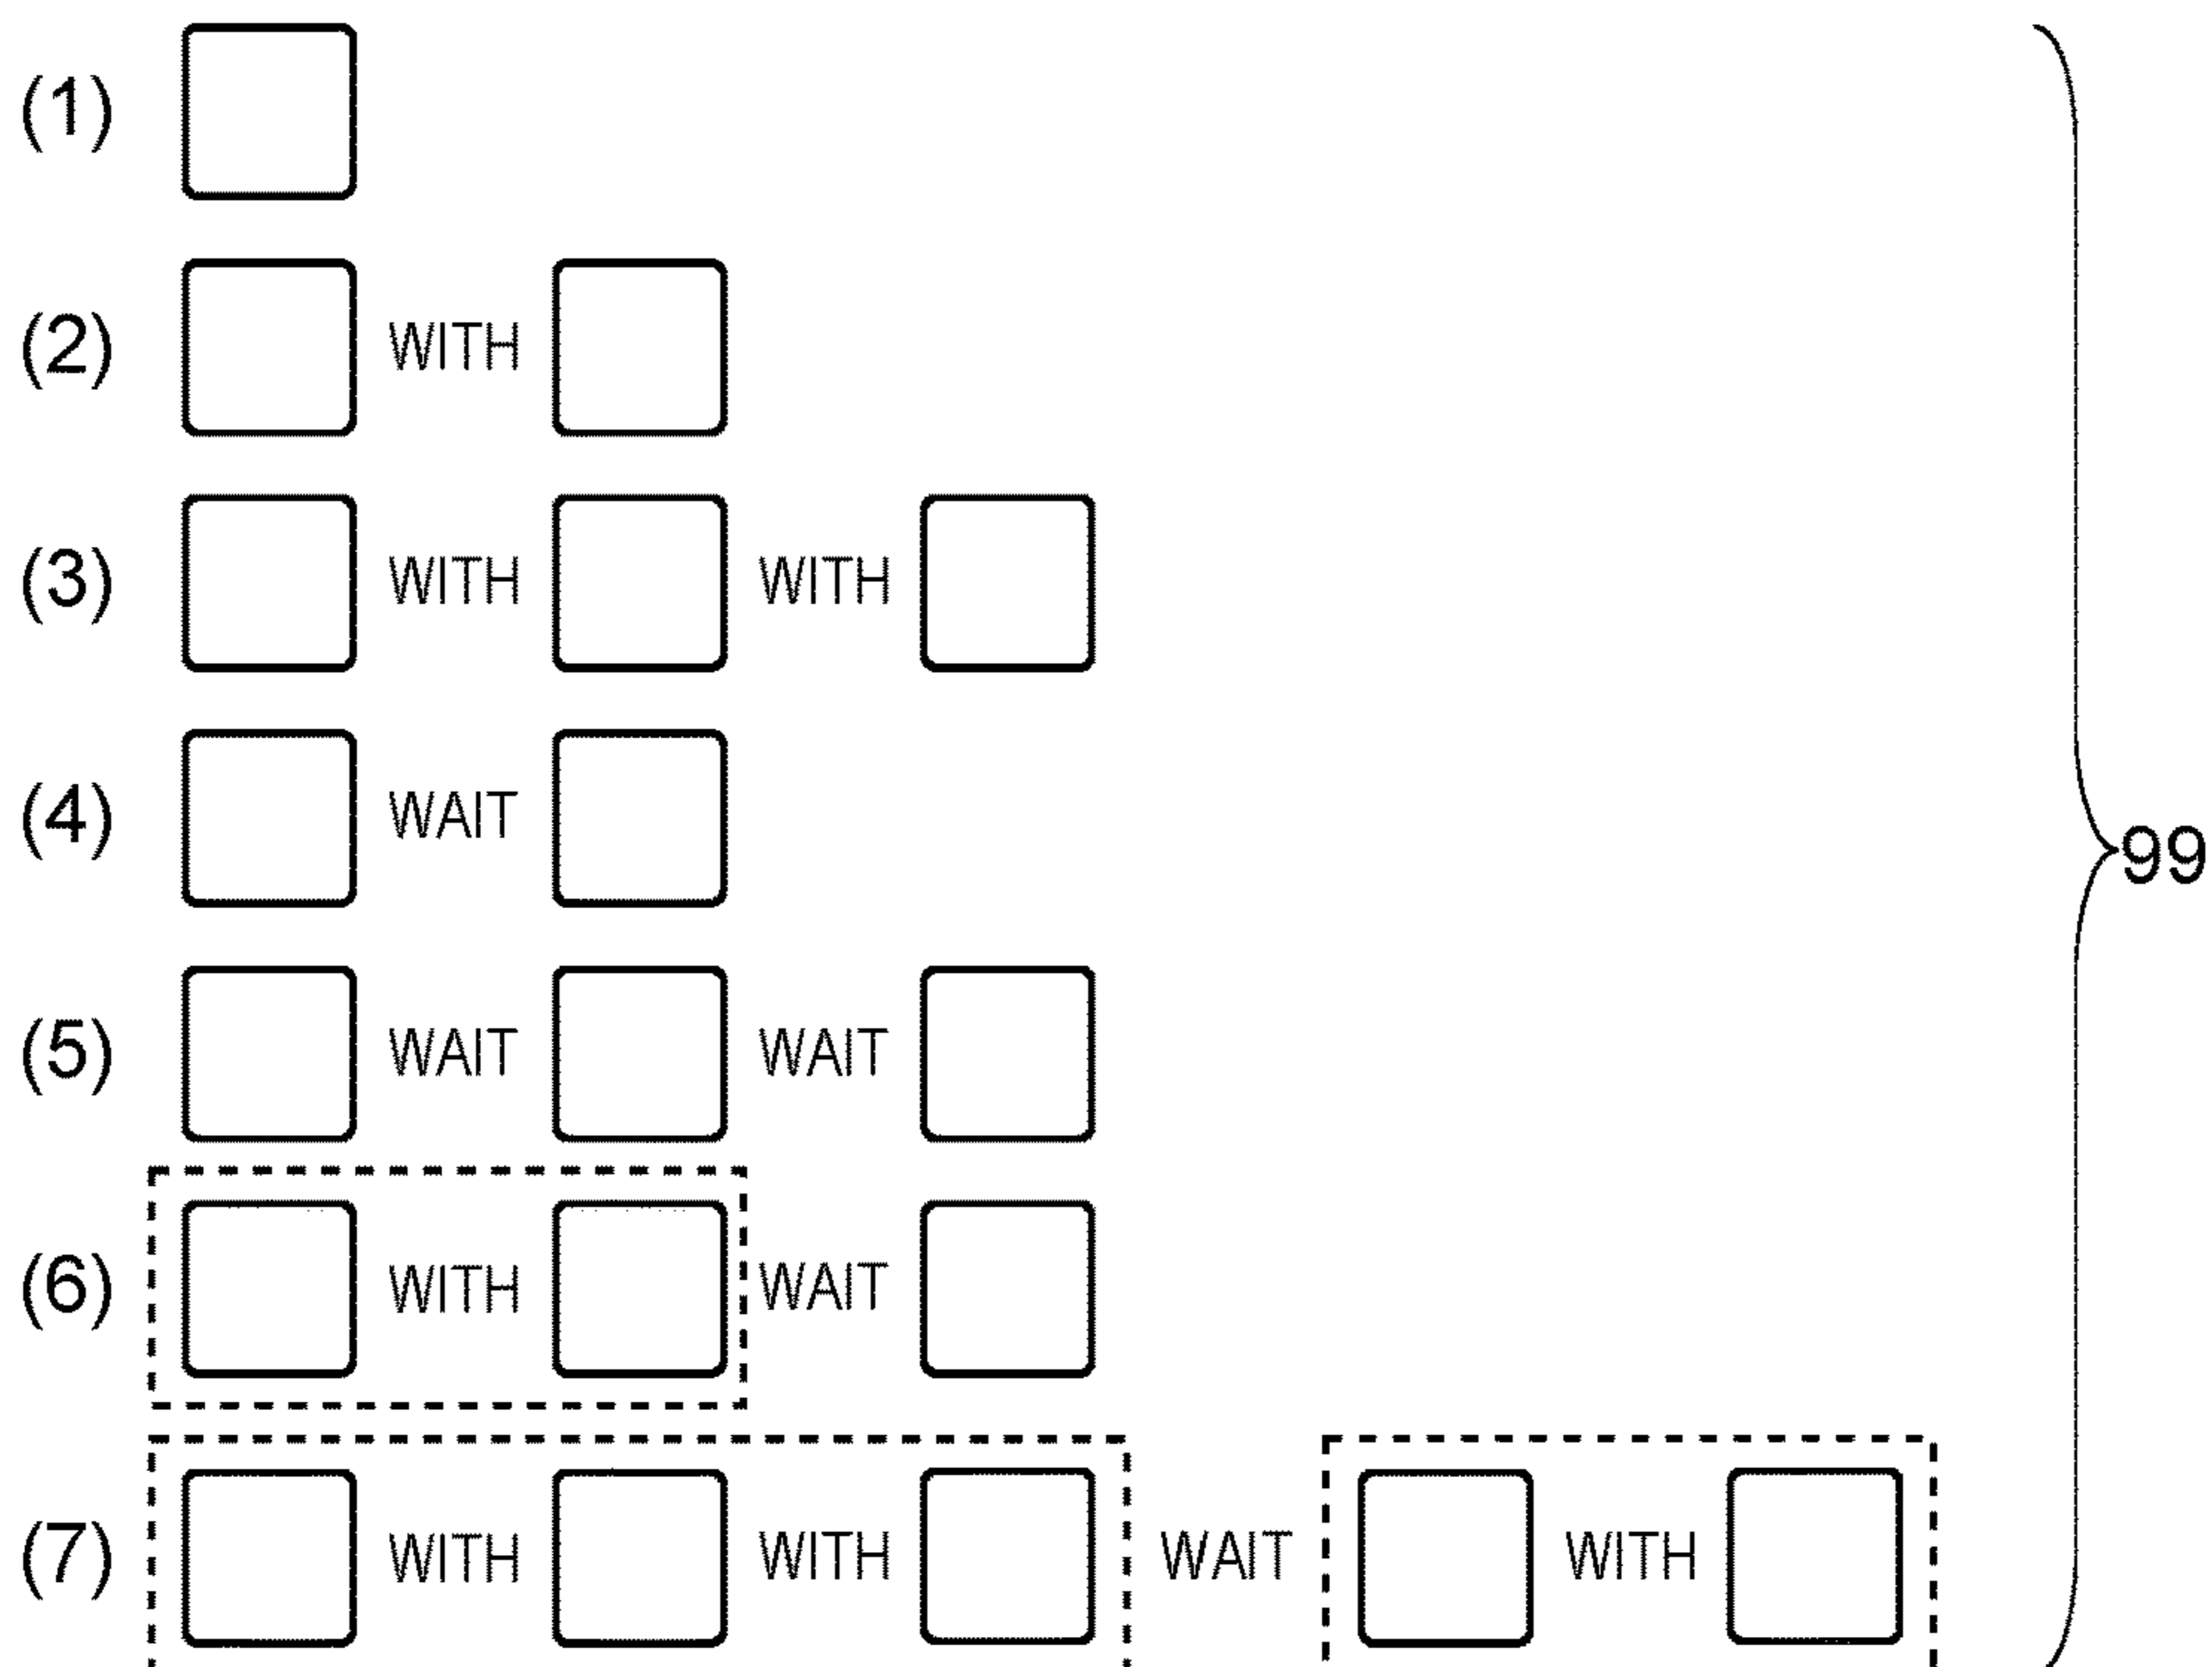 (1)
(2) WITH
(3) WITH WITH
(4) WAIT
99
(5) WAIT WAIT
(6) WITH WAIT
(7) WITH WITH WAIT WITH